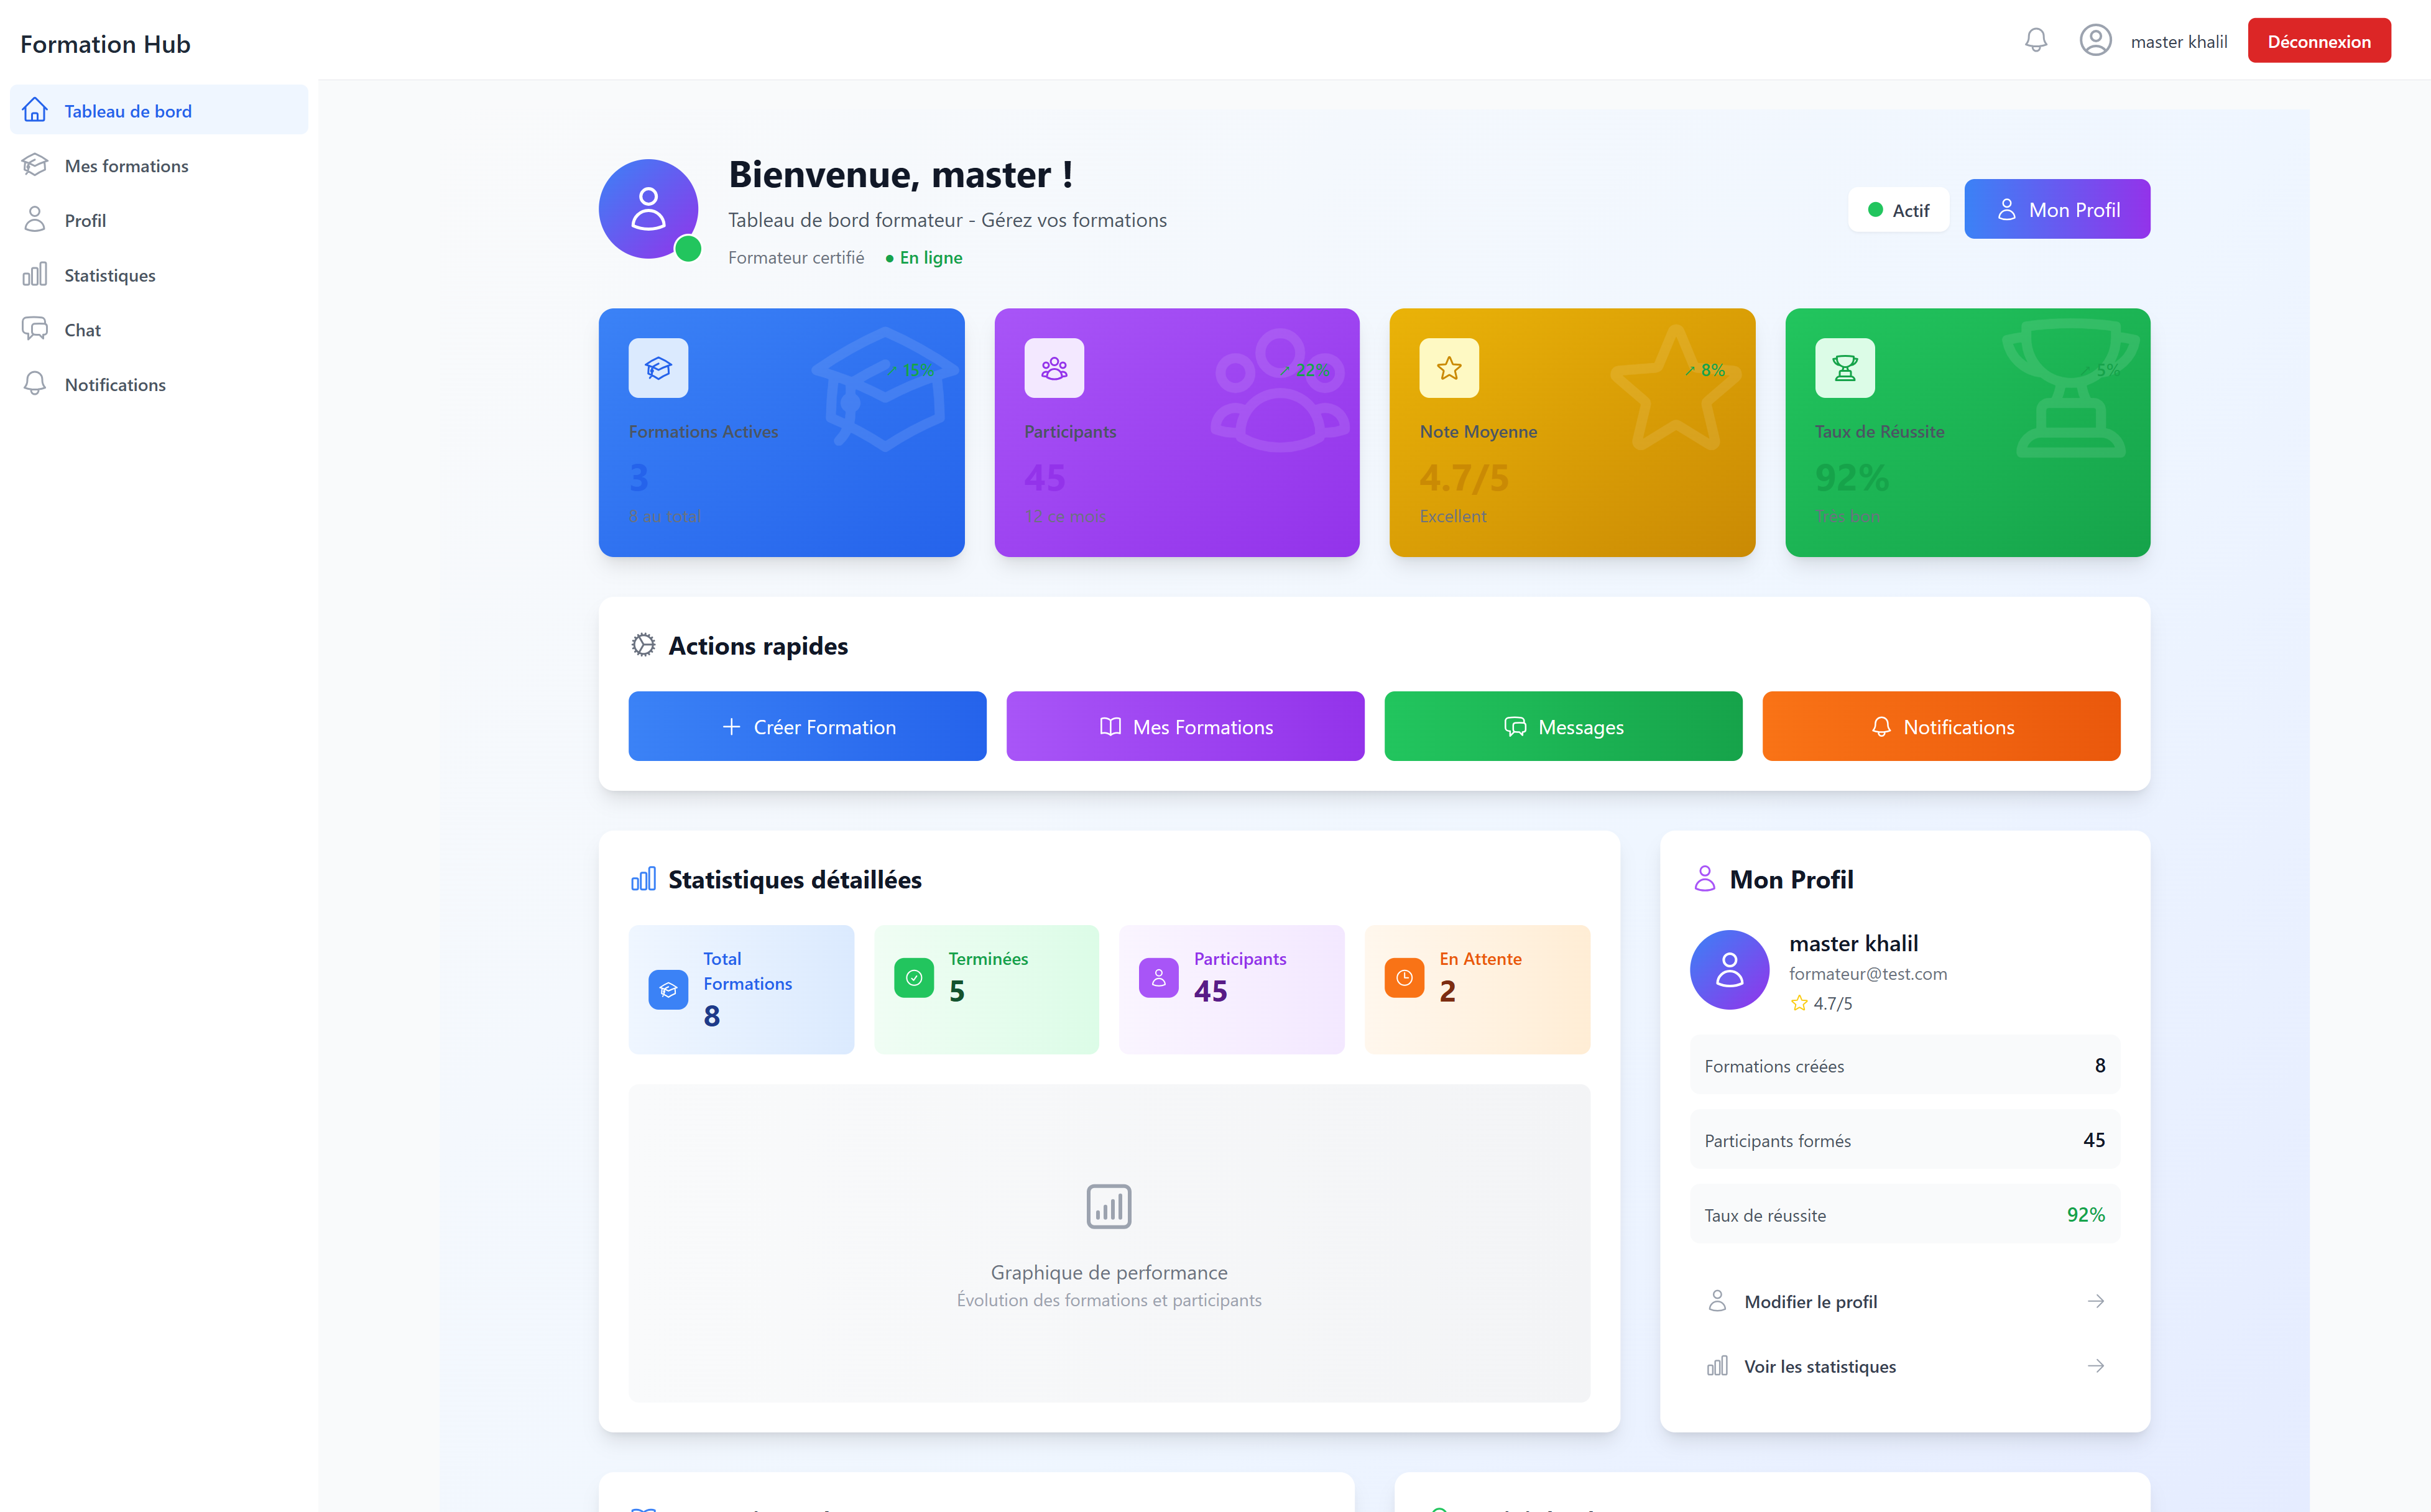 Formation Hub
master khalil
Déconnexion
Tableau de bord
Mes formations
Profil
Statistiques
Chat
Notifications
Bienvenue, master !
Tableau de bord formateur - Gérez vos formations
Formateur certifié
• En ligne
Actif
Mon Profil
↗ 15%
Formations Actives
3
8 au total
↗ 22%
Participants
45
12 ce mois
↗ 8%
Note Moyenne
4.7/5
Excellent
↗ 5%
Taux de Réussite
92%
Très bon
Actions rapides
Créer Formation
Mes Formations
Messages
Notifications
Statistiques détaillées
Total
Formations
8
Terminées
5
Participants
45
En Attente
2
Graphique de performance
Évolution des formations et participants
Mon Profil
master khalil
formateur@test.com
4.7/5
Formations créées
8
Participants formés
45
Taux de réussite
92%
Modifier le profil
Voir les statistiques